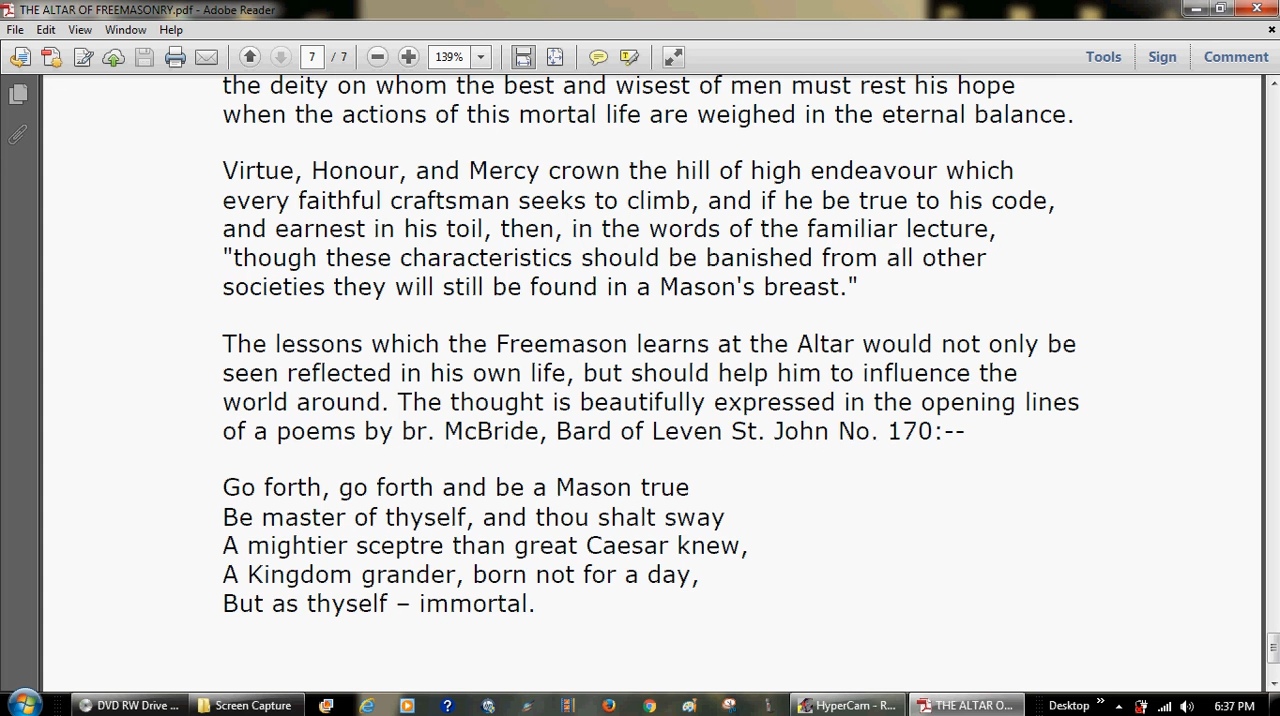 THE ALTAR OF FREEMASONRY.pdf - Adobe Reader
File Edit View Window Help
7 / 7 139% Tools Sign Comment
the deity on whom the best and wisest of men must rest his hope
when the actions of this mortal life are weighed in the eternal balance.
Virtue, Honour, and Mercy crown the hill of high endeavour which
every faithful craftsman seeks to climb, and if he be true to his code,
and earnest in his toil, then, in the words of the familiar lecture,
"though these characteristics should be banished from all other
societies they will still be found in a Mason's breast."
The lessons which the Freemason learns at the Altar would not only be
seen reflected in his own life, but should help him to influence the
world around. The thought is beautifully expressed in the opening lines
of a poems by br. McBride, Bard of Leven St. John No. 170:--
Go forth, go forth and be a Mason true
Be master of thyself, and thou shalt sway
A mightier sceptre than great Caesar knew,
A Kingdom grander, born not for a day,
But as thyself – immortal.
DVD RW Drive ... Screen Capture HyperCam - R... THE ALTAR O... Desktop » 6:37 PM